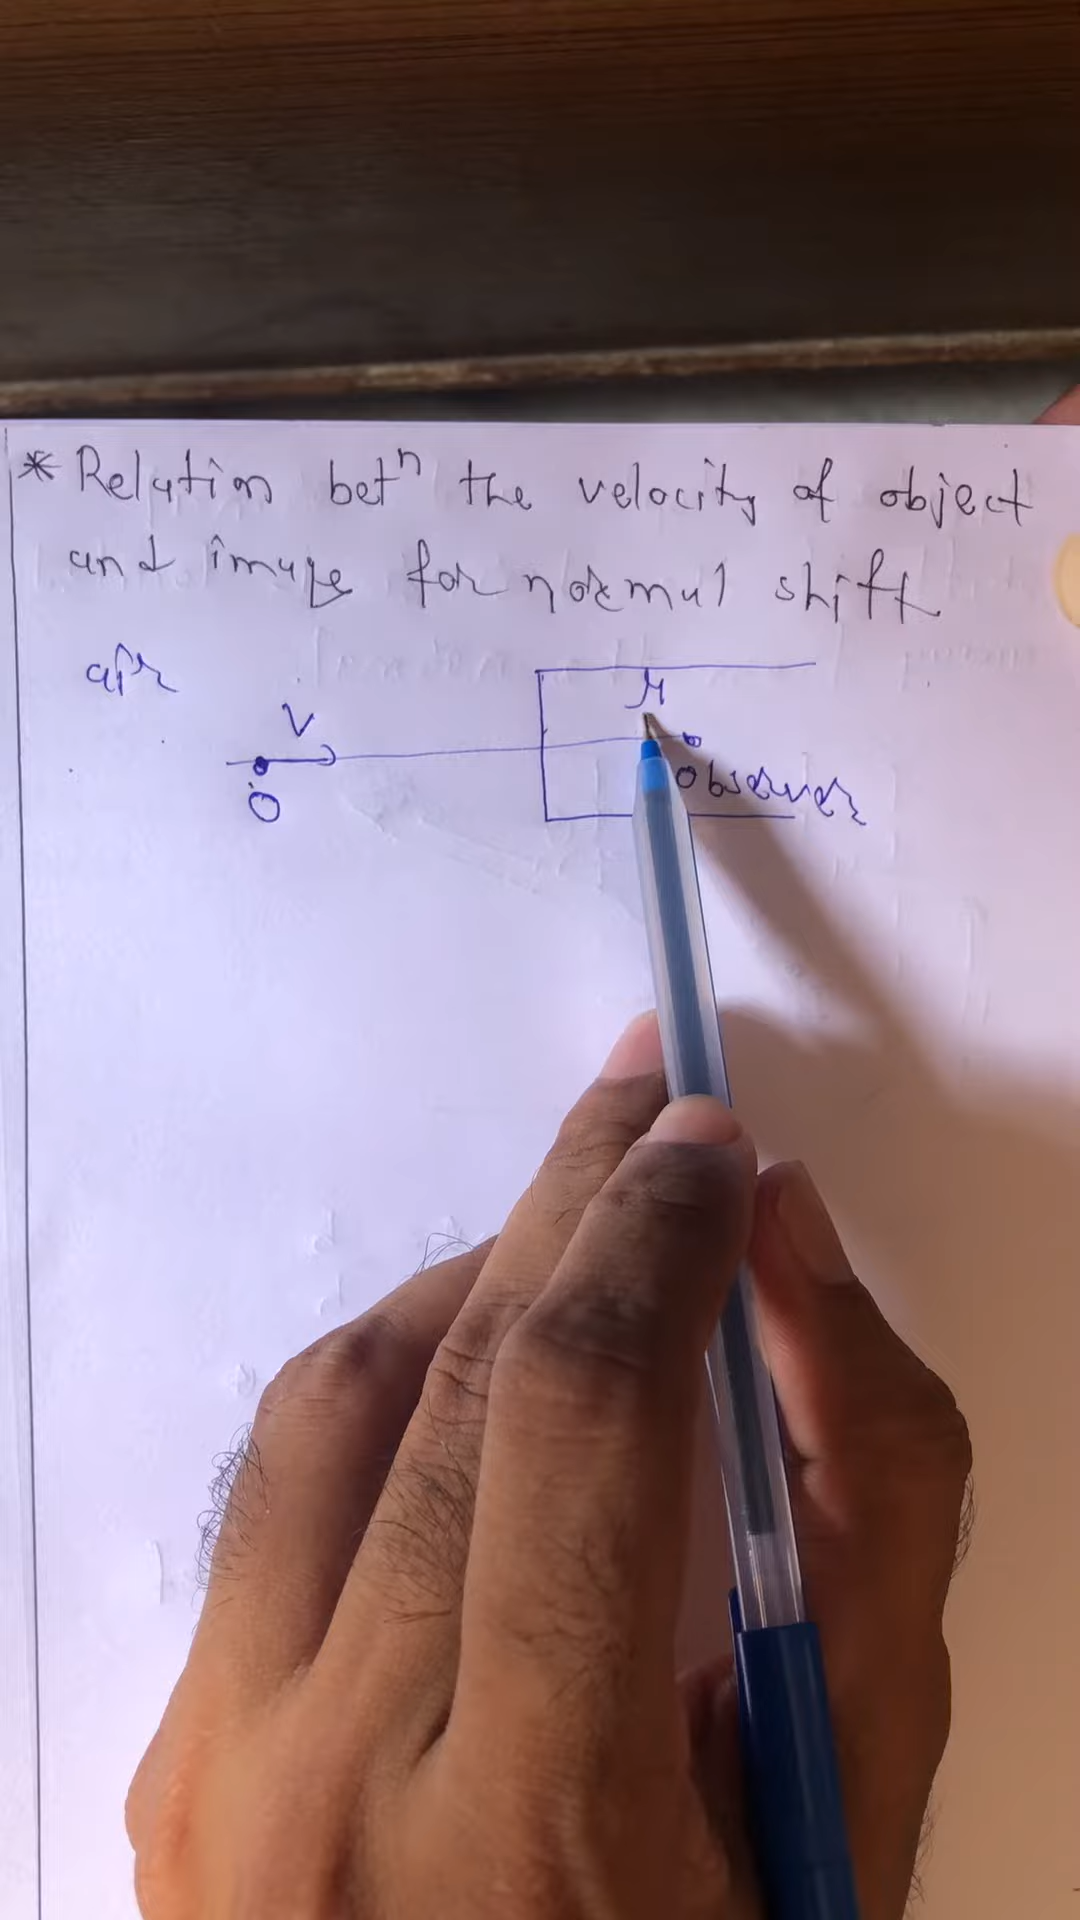 * Relation betⁿ the velocity of object
and image for normal shift
air
V
μ
O
observer